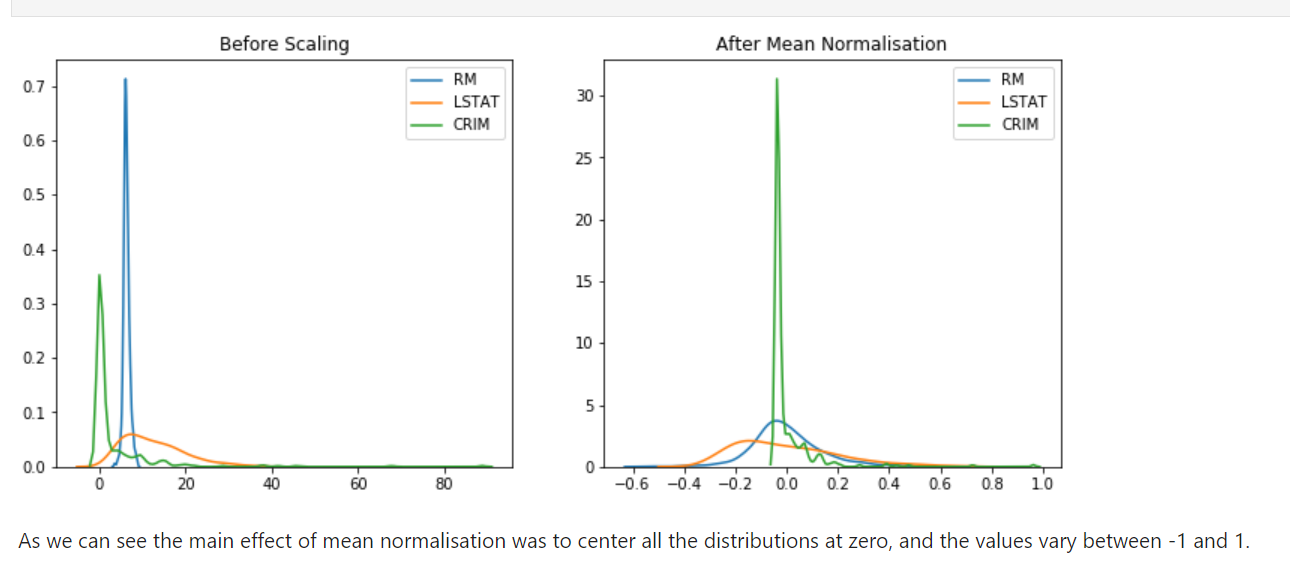 Before Scaling
RM
LSTAT
CRIM
0.7
0.6
0.5
0.4
0.3
0.2
0.1
0.0
0 20 40 60 80
After Mean Normalisation
RM
LSTAT
CRIM
30
25
20
15
10
5
0
−0.6 −0.4 −0.2 0.0 0.2 0.4 0.6 0.8 1.0
As we can see the main effect of mean normalisation was to center all the distributions at zero, and the values vary between -1 and 1.